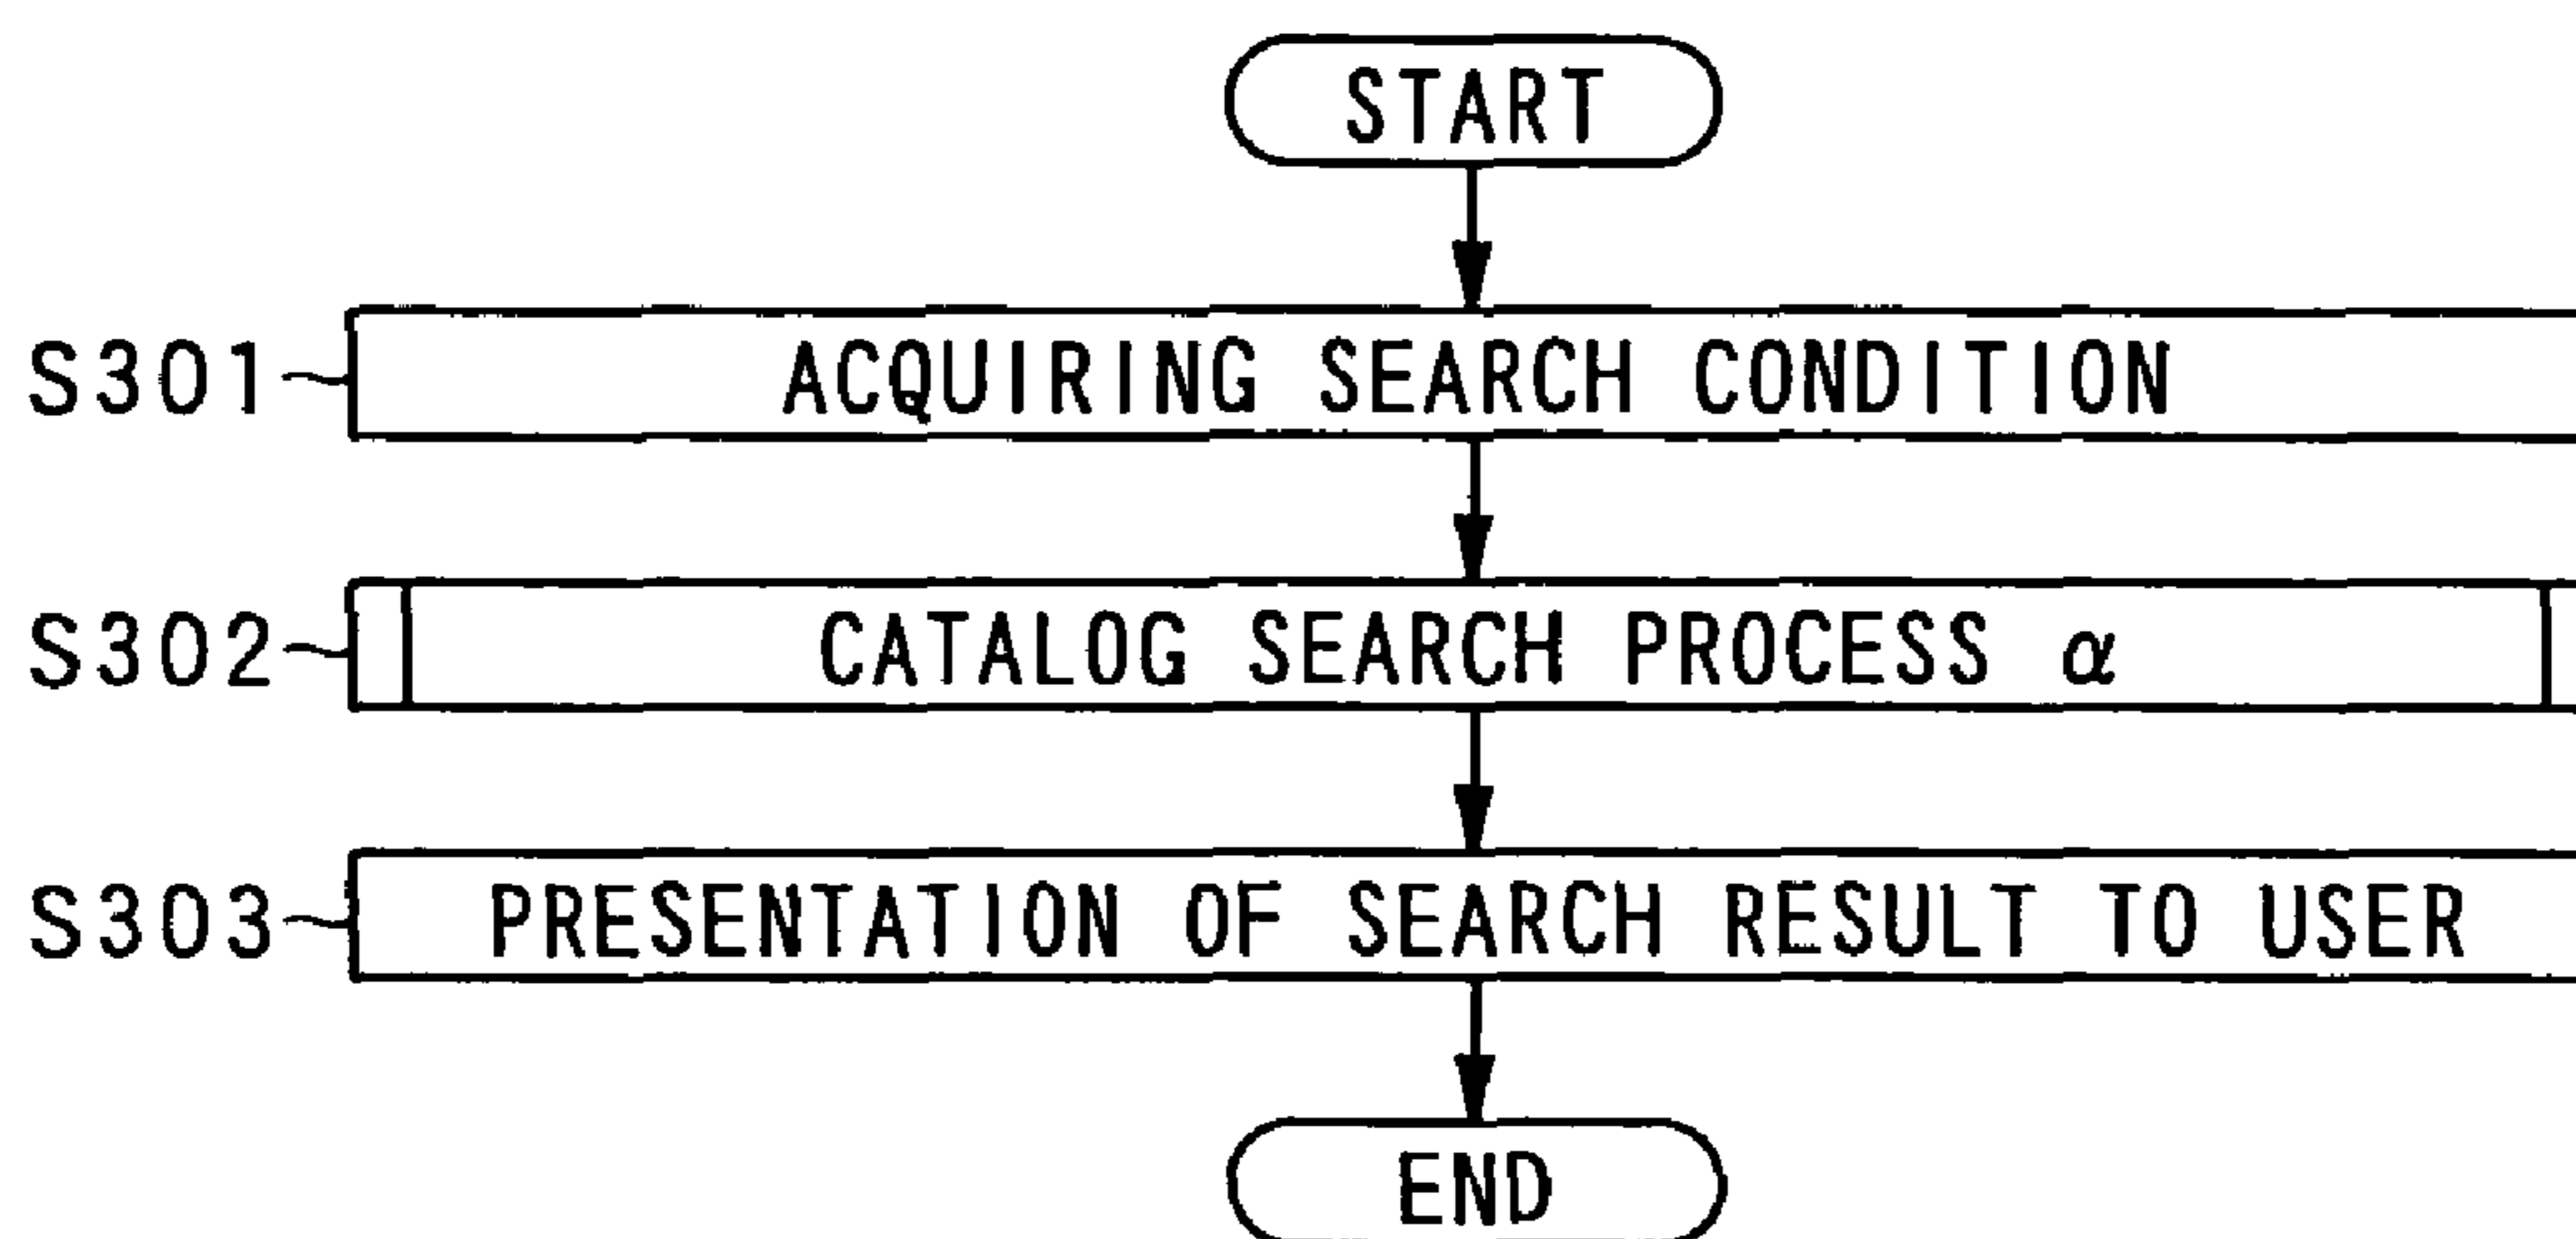 START
S301 ACQUIRING SEARCH CONDITION
S302 CATALOG SEARCH PROCESS α
S303 PRESENTATION OF SEARCH RESULT TO USER
END